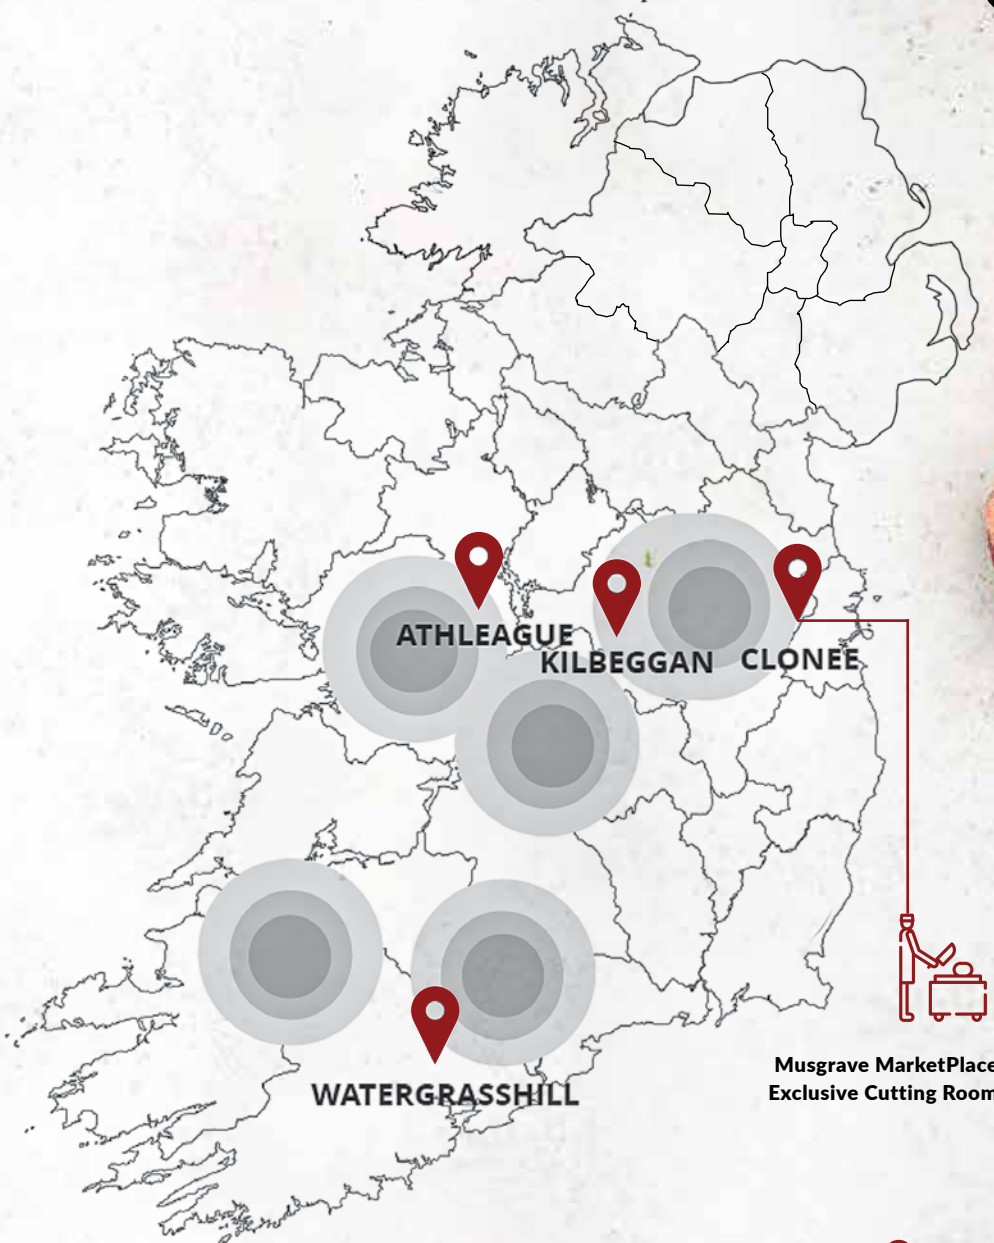 ATHLEAGUE
KILBEGGAN
CLONEE
WATERGRASSHILL
Musgrave MarketPlace
Exclusive Cutting Room